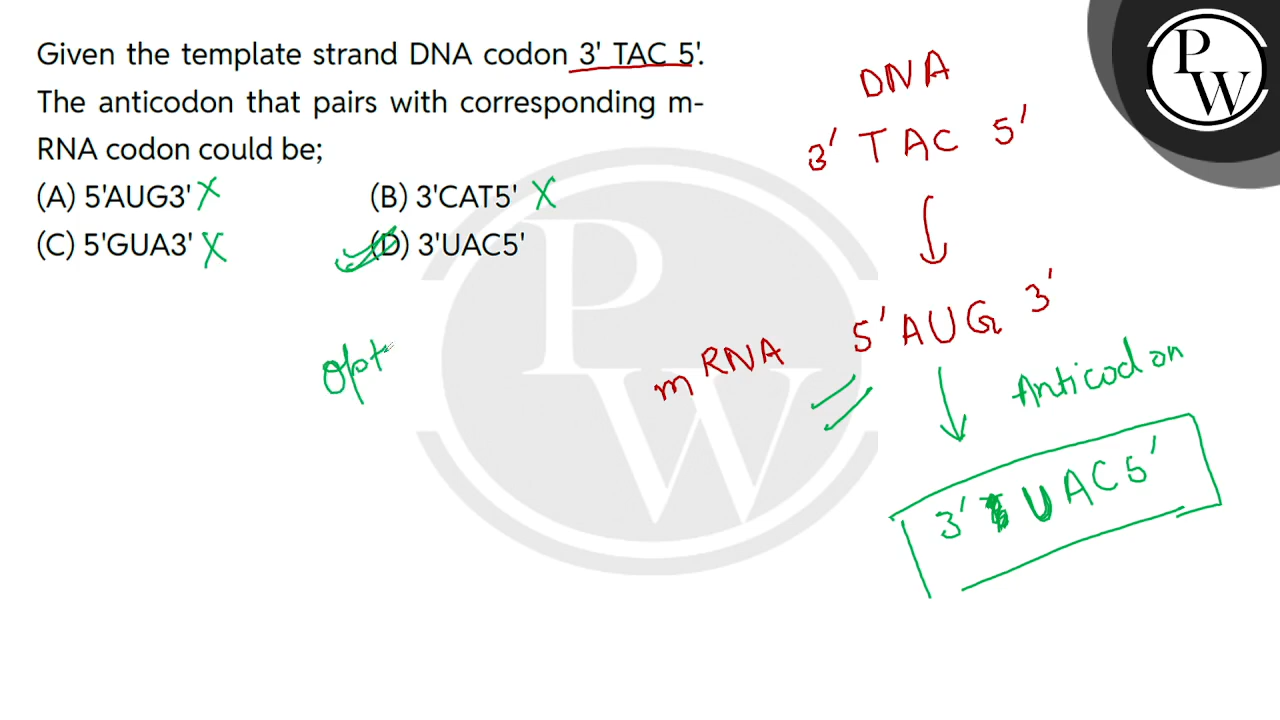 Given the template strand DNA codon 3' TAC 5'.
The anticodon that pairs with corresponding m-
RNA codon could be;
(A) 5'AUG3' X (B) 3'CAT5' X
(C) 5'GUA3' X (D) 3'UAC5'
Opt
DNA
3' TAC 5'
mRNA 5' AUG 3'
Anticodon
3' UAC 5'
PW
PW